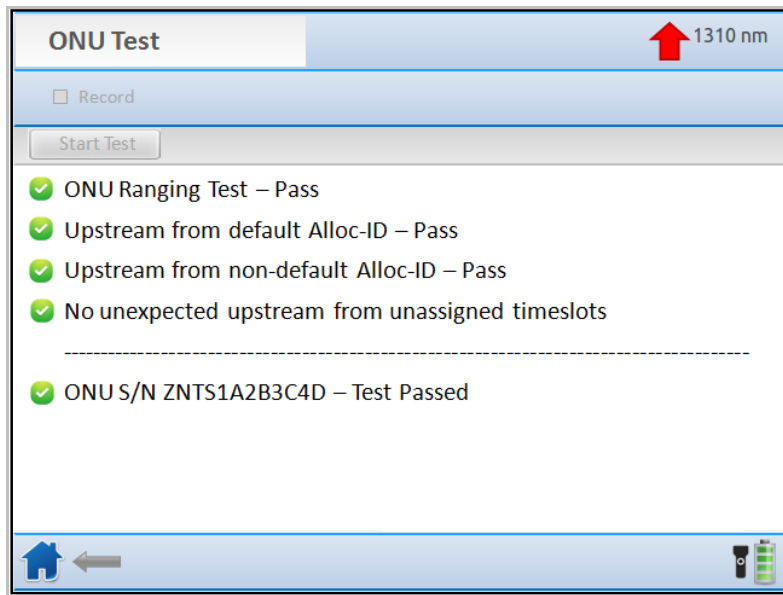 ONU Test
1310 nm
Record
Start Test
ONU Ranging Test – Pass
Upstream from default Alloc-ID – Pass
Upstream from non-default Alloc-ID – Pass
No unexpected upstream from unassigned timeslots
--------------------------------------------------------------------------------------------
ONU S/N ZNTS1A2B3C4D – Test Passed